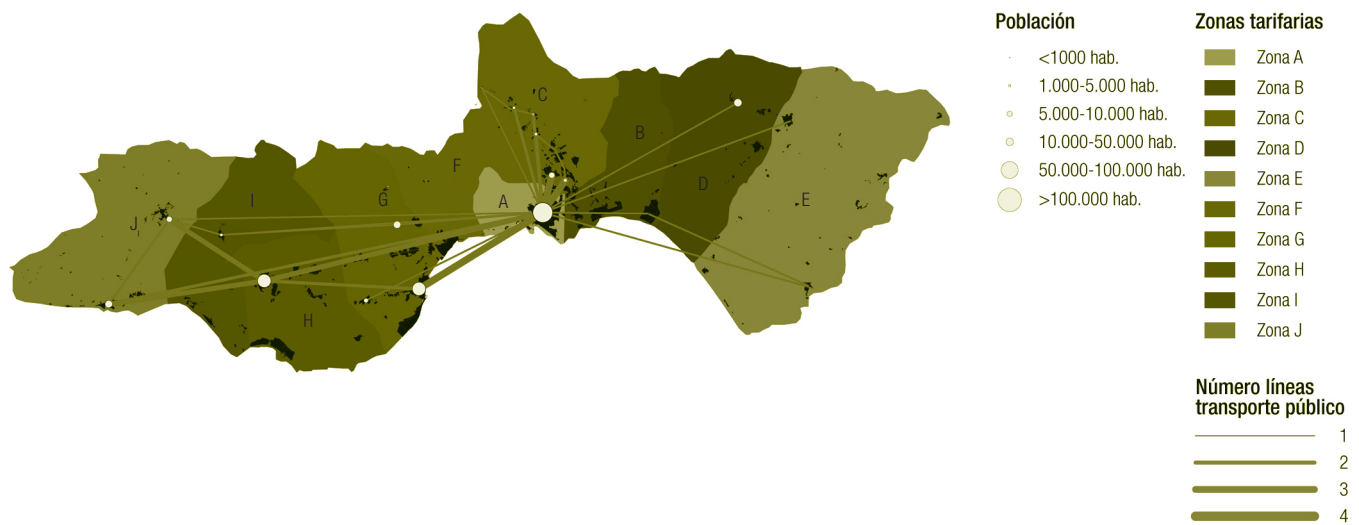 C
B
F
D
A
E
I
G
J
H
Población
<1000 hab.
1.000-5.000 hab.
5.000-10.000 hab.
10.000-50.000 hab.
50.000-100.000 hab.
>100.000 hab.
Zonas tarifarias
Zona A
Zona B
Zona C
Zona D
Zona E
Zona F
Zona G
Zona H
Zona I
Zona J
Número líneas
transporte público
1
2
3
4